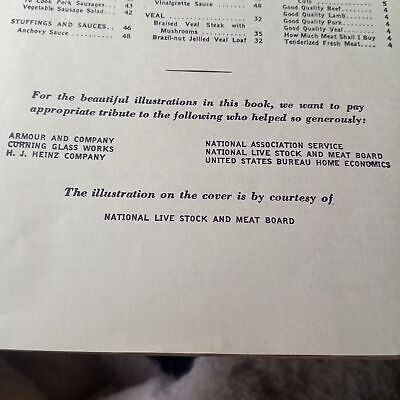 To Cook Pork Sausages 43
Vegetable Sausage Salad 42
STUFFINGS AND SAUCES 46
Anchovy Sauce 48
Vinaigrette Sauce 48
VEAL 32
Braised Veal Steak with
Mushrooms 35
Brazil-nut Jellied Veal Loaf 32
Cuts 5
Good Quality Beef 4
Good Quality Lamb 4
Good Quality Pork 4
Good Quality Veal 4
How Much Meat Shall I Buy 4
Tenderized Fresh Meat 4
For the beautiful illustrations in this book, we want to pay
appropriate tribute to the following who helped so generously:
ARMOUR AND COMPANY
CORNING GLASS WORKS
H. J. HEINZ COMPANY
NATIONAL ASSOCIATION SERVICE
NATIONAL LIVE STOCK AND MEAT BOARD
UNITED STATES BUREAU HOME ECONOMICS
The illustration on the cover is by courtesy of
NATIONAL LIVE STOCK AND MEAT BOARD